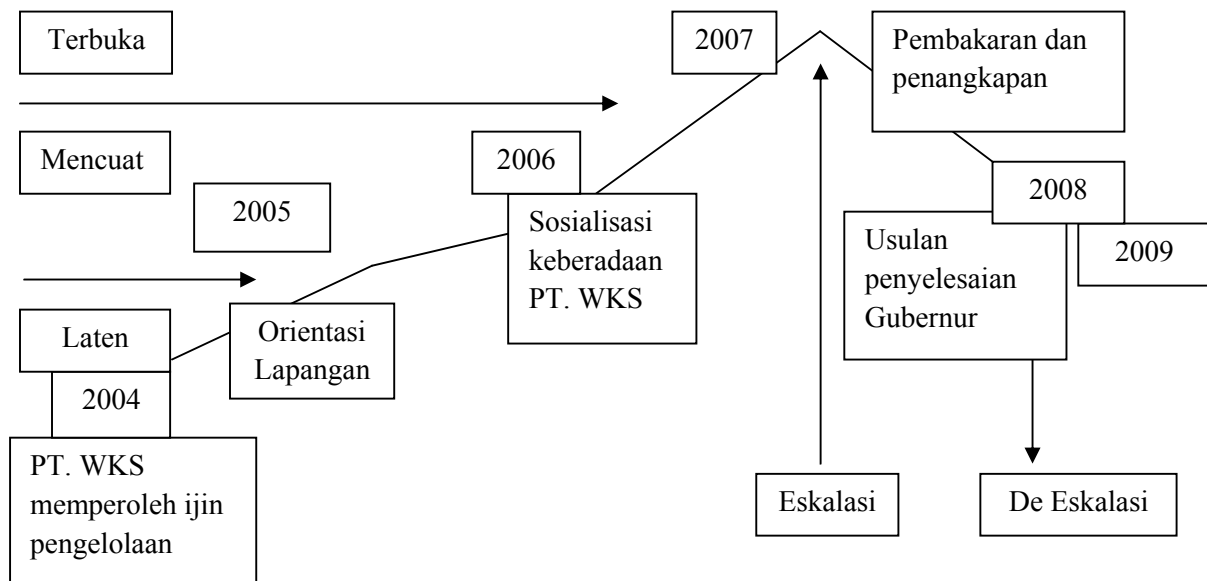 Terbuka
2007
Pembakaran dan
penangkapan
Mencuat
2006
2005
Sosialisasi
keberadaan
PT. WKS
2008
Usulan
penyelesaian
Gubernur
2009
Laten
Orientasi
Lapangan
2004
PT. WKS
memperoleh ijin
pengelolaan
Eskalasi
De Eskalasi